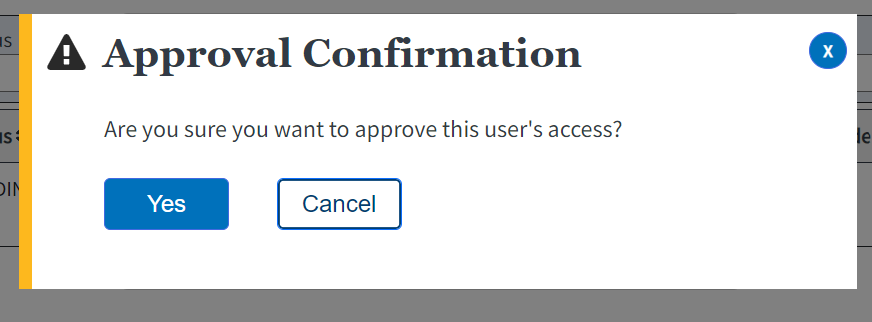 Approval Confirmation
X
Are you sure you want to approve this user's access?
Yes
Cancel